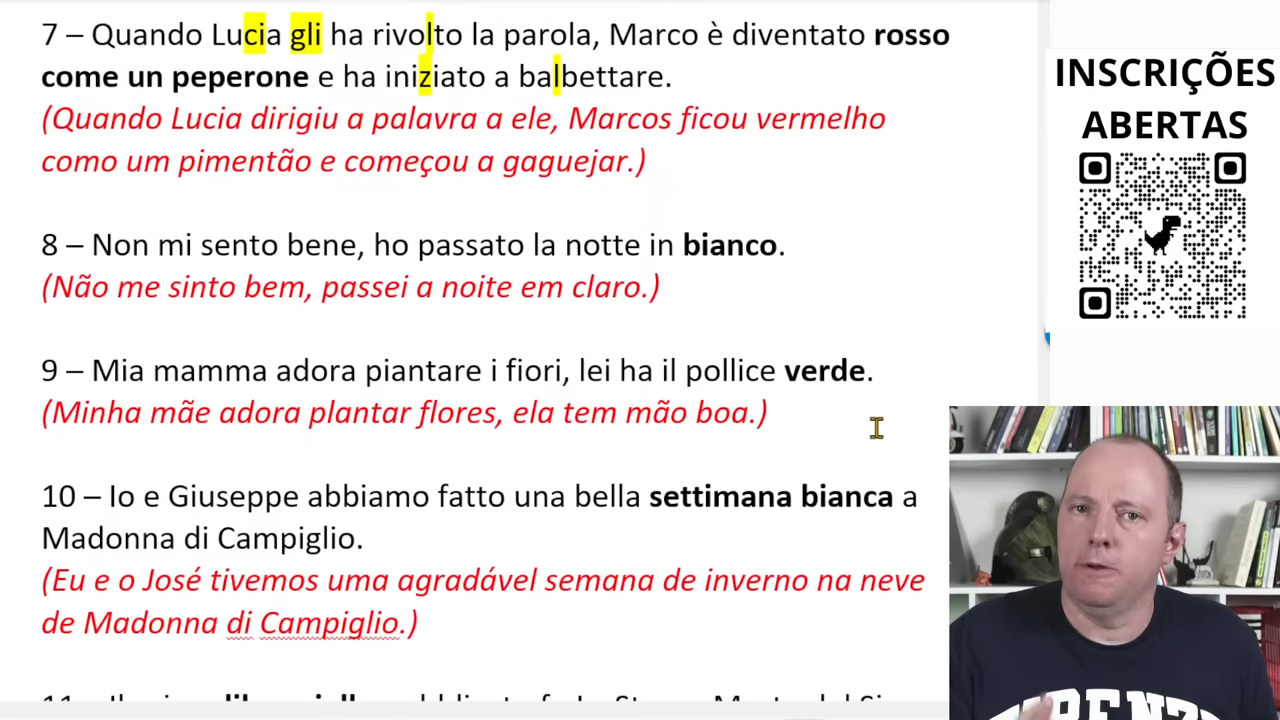 7 – Quando Lucia gli ha rivolto la parola, Marco è diventato rosso
come un peperone e ha iniziato a balbettare.
(Quando Lucia dirigiu a palavra a ele, Marcos ficou vermelho
como um pimentão e começou a gaguejar.)
8 – Non mi sento bene, ho passato la notte in bianco.
(Não me sinto bem, passei a noite em claro.)
9 – Mia mamma adora piantare i fiori, lei ha il pollice verde.
(Minha mãe adora plantar flores, ela tem mão boa.)
10 – Io e Giuseppe abbiamo fatto una bella settimana bianca a
Madonna di Campiglio.
(Eu e o José tivemos uma agradável semana de inverno na neve
de Madonna di Campiglio.)
INSCRIÇÕES
ABERTAS